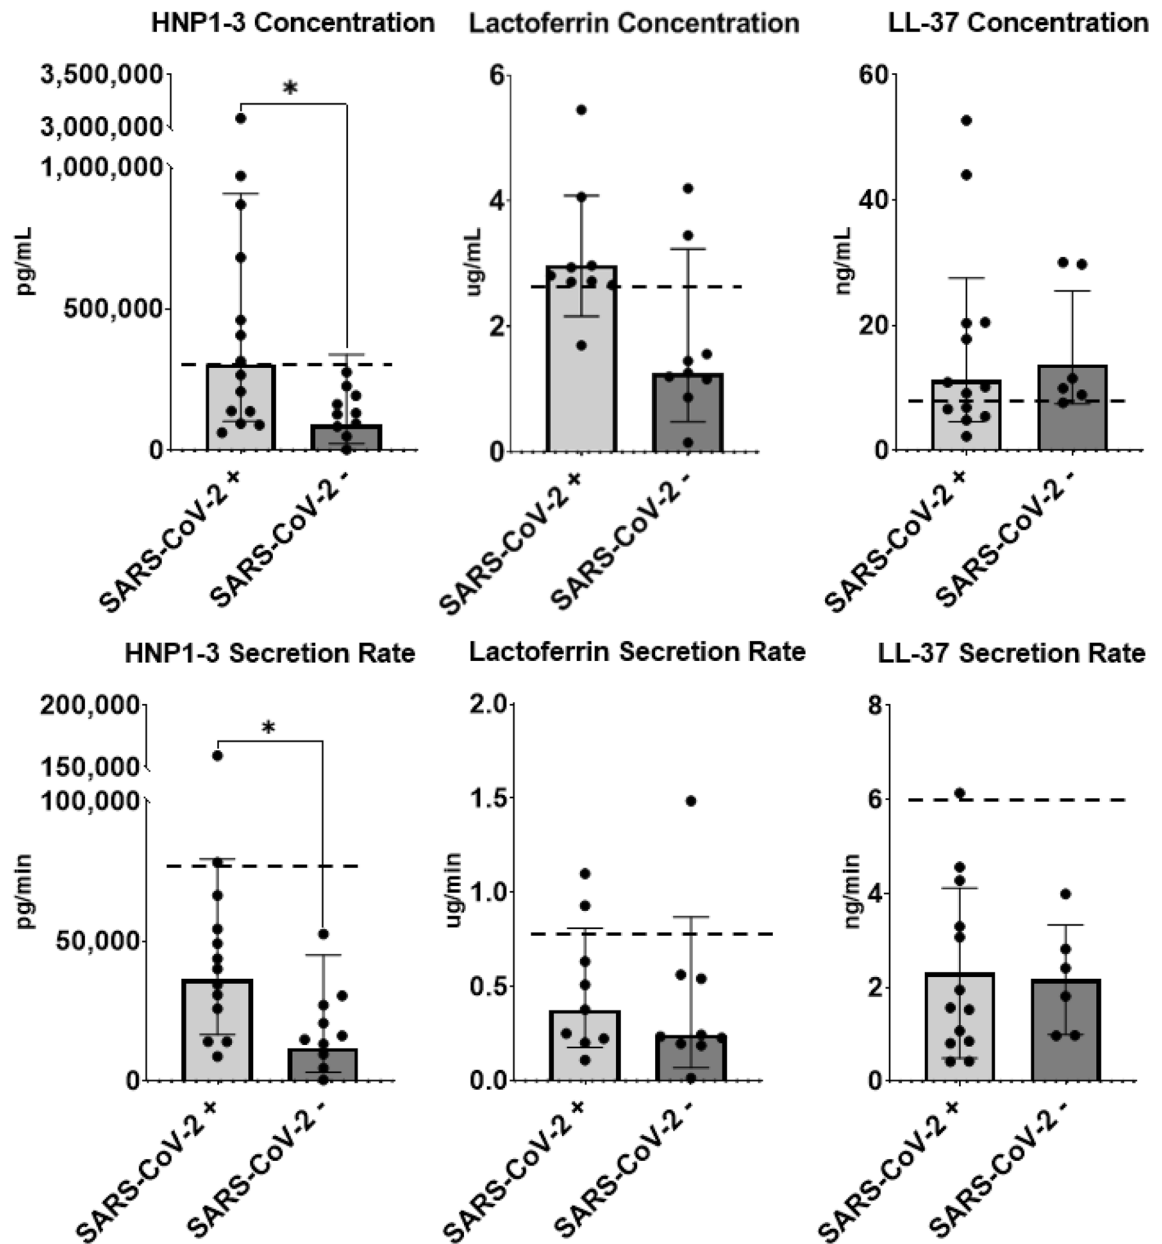 HNP1-3 Concentration
3,500,000
3,000,000
1,000,000
500,000
0
pg/mL
*
SARS-CoV-2 +
SARS-CoV-2 -
Lactoferrin Concentration
6
4
2
0
ug/mL
SARS-CoV-2 +
SARS-CoV-2 -
LL-37 Concentration
60
40
20
0
ng/mL
SARS-CoV-2 +
SARS-CoV-2 -
HNP1-3 Secretion Rate
200,000
150,000
100,000
50,000
0
pg/min
*
SARS-CoV-2 +
SARS-CoV-2 -
Lactoferrin Secretion Rate
2.0
1.5
1.0
0.5
0.0
ug/min
SARS-CoV-2 +
SARS-CoV-2 -
LL-37 Secretion Rate
8
6
4
2
0
ng/min
SARS-CoV-2 +
SARS-CoV-2 -